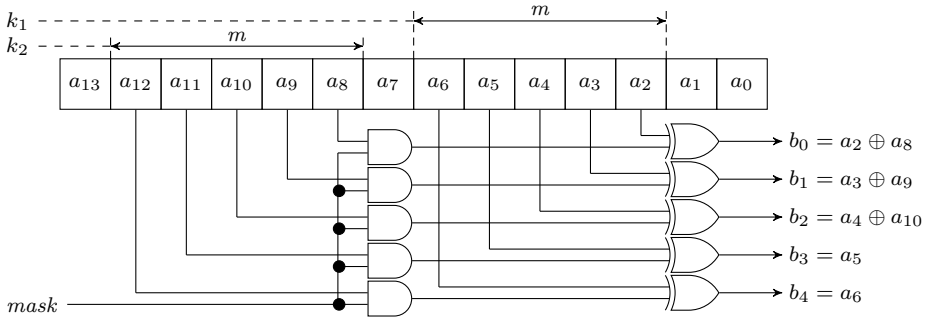 k₁
m
k₂
m
a₁₃ a₁₂ a₁₁ a₁₀ a₉ a₈ a₇ a₆ a₅ a₄ a₃ a₂ a₁ a₀
b₀ = a₂ ⊕ a₈
b₁ = a₃ ⊕ a₉
b₂ = a₄ ⊕ a₁₀
b₃ = a₅
b₄ = a₆
mask